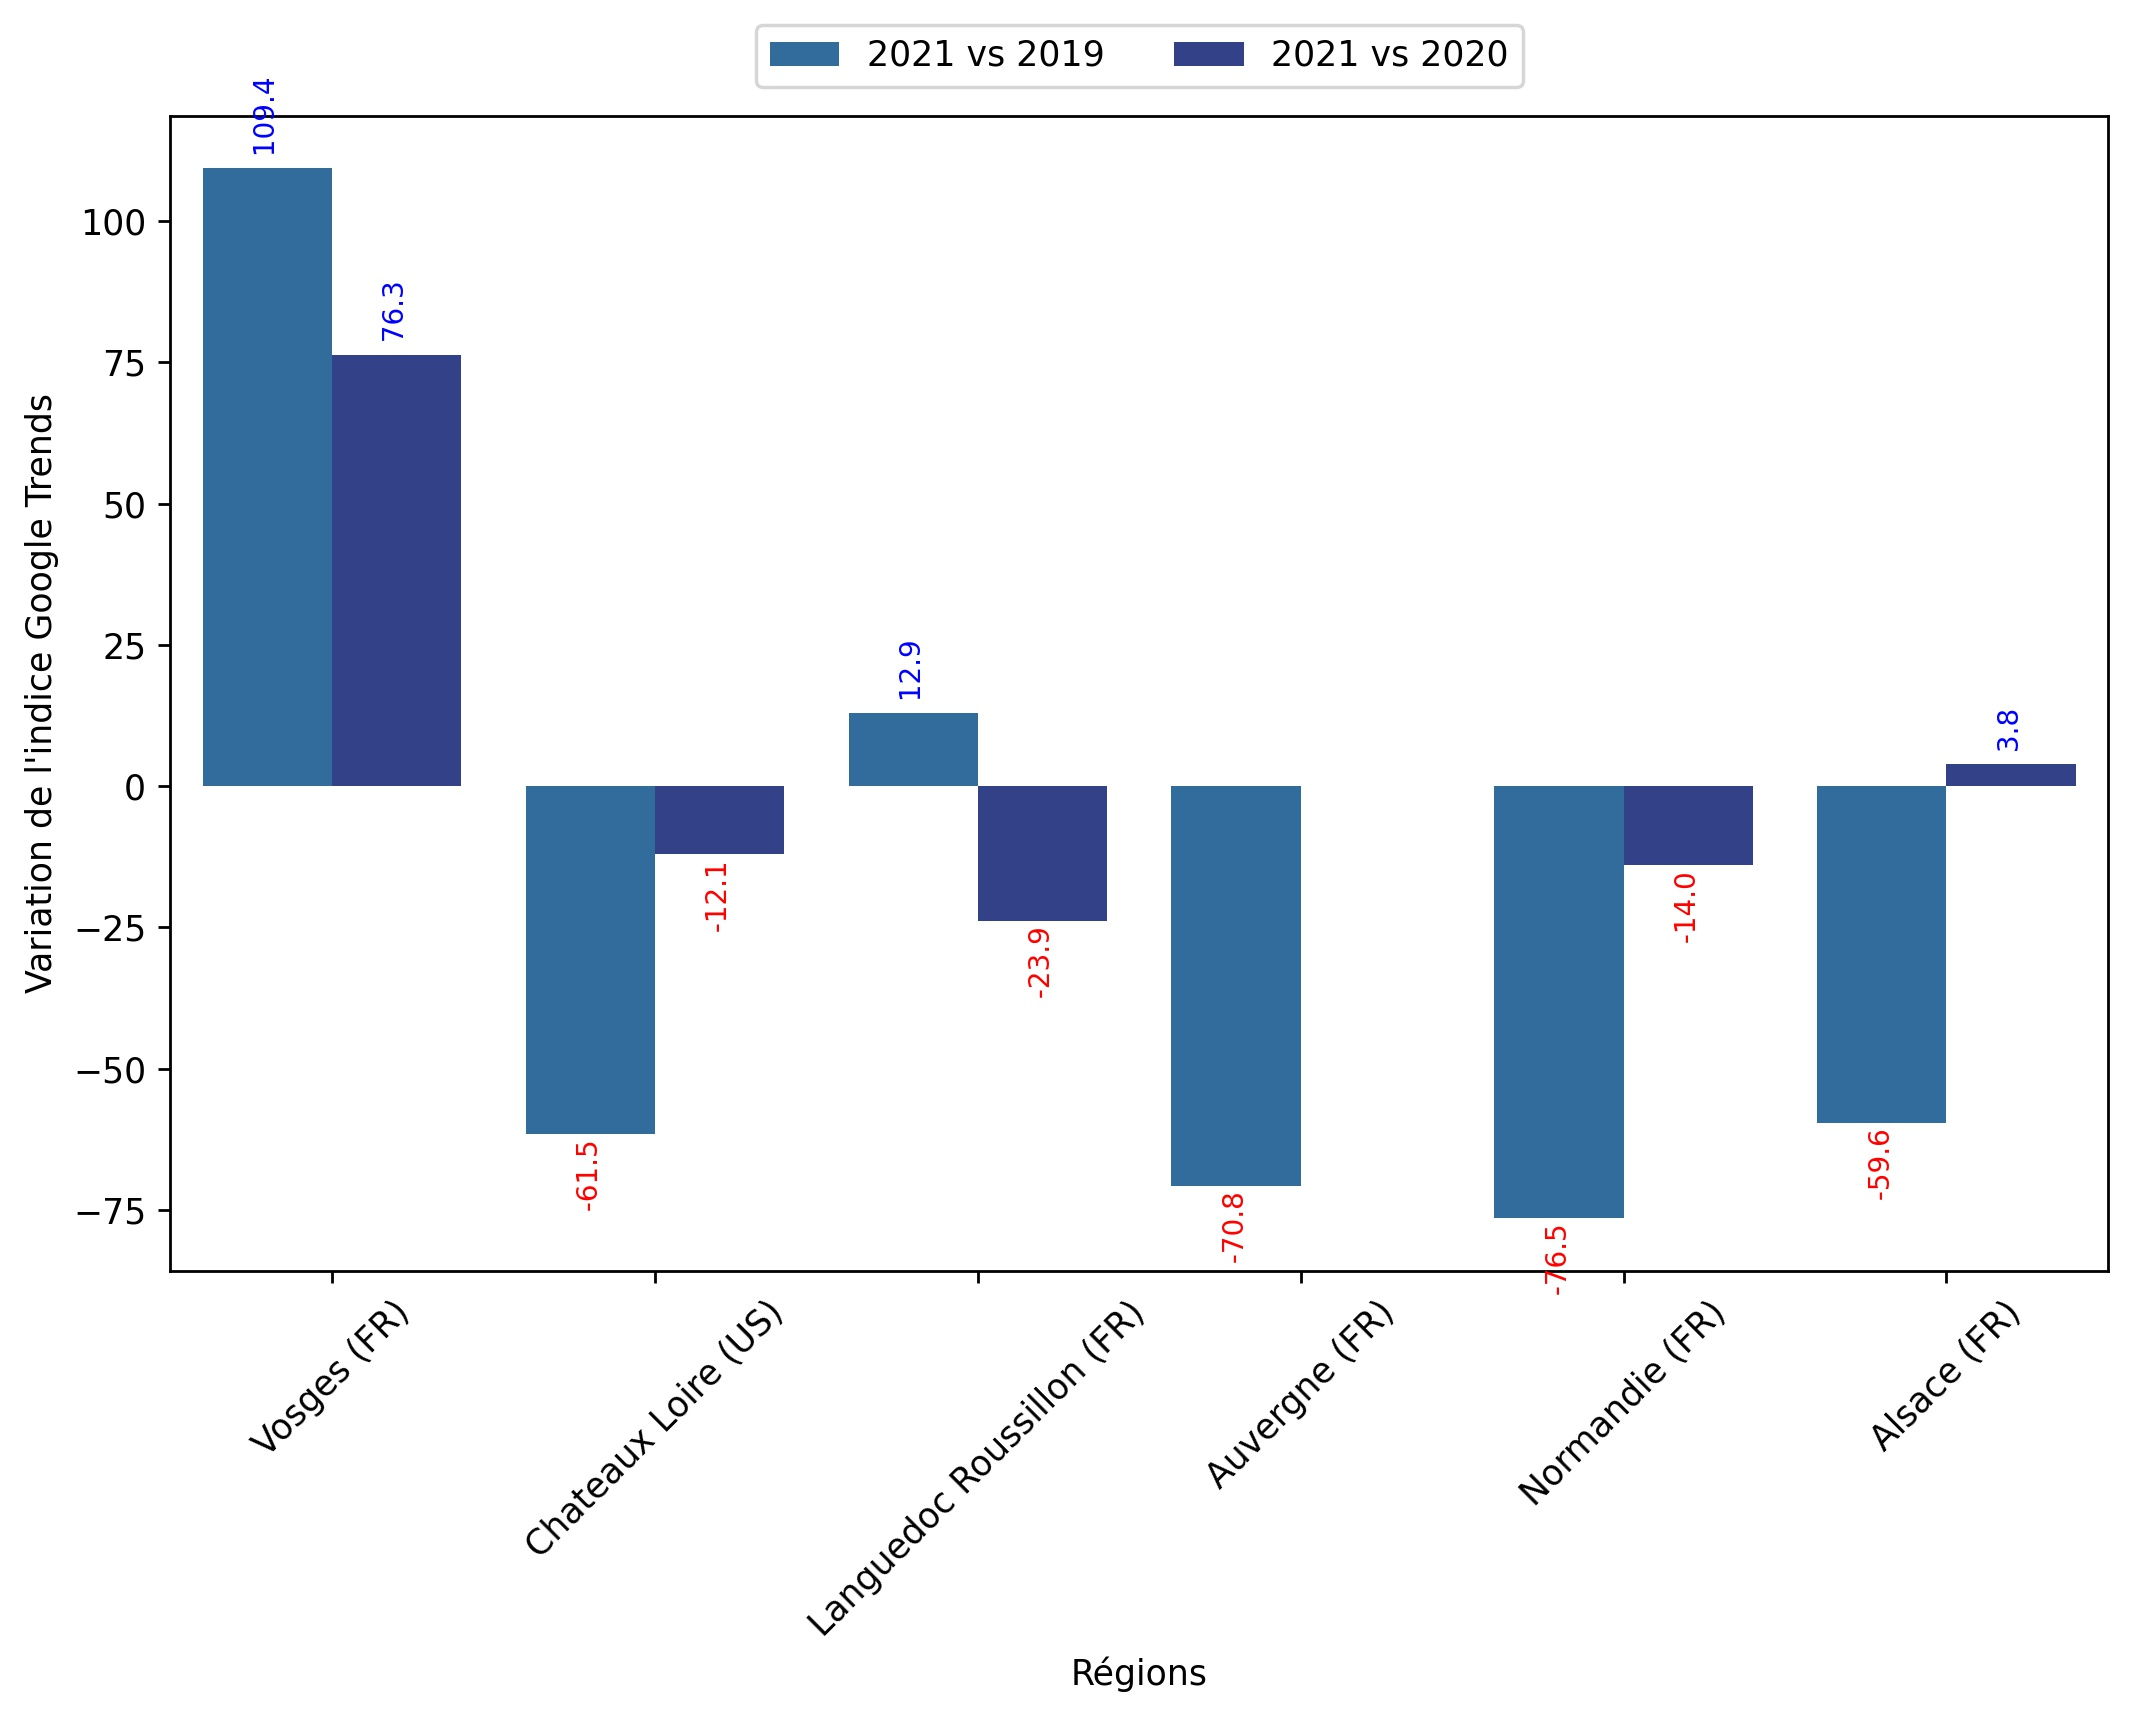 2021 vs 2019
2021 vs 2020
Variation de l'indice Google Trends
100
75
50
25
0
−25
−50
−75
109.4
76.3
-61.5
-12.1
12.9
-23.9
-70.8
-76.5
-14.0
-59.6
3.8
Vosges (FR)
Chateaux Loire (US)
Languedoc Roussillon (FR)
Auvergne (FR)
Normandie (FR)
Alsace (FR)
Régions